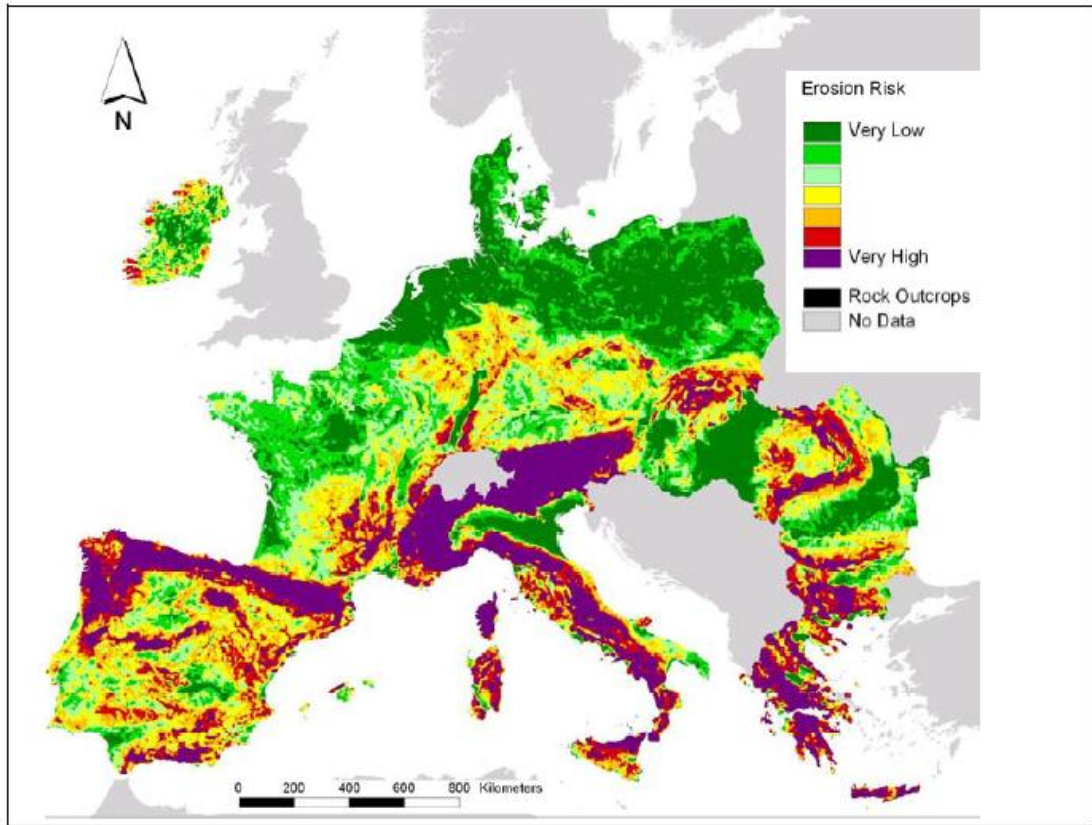 N
Erosion Risk
Very Low
Very High
Rock Outcrops
No Data
0 200 400 600 800 Kilometers